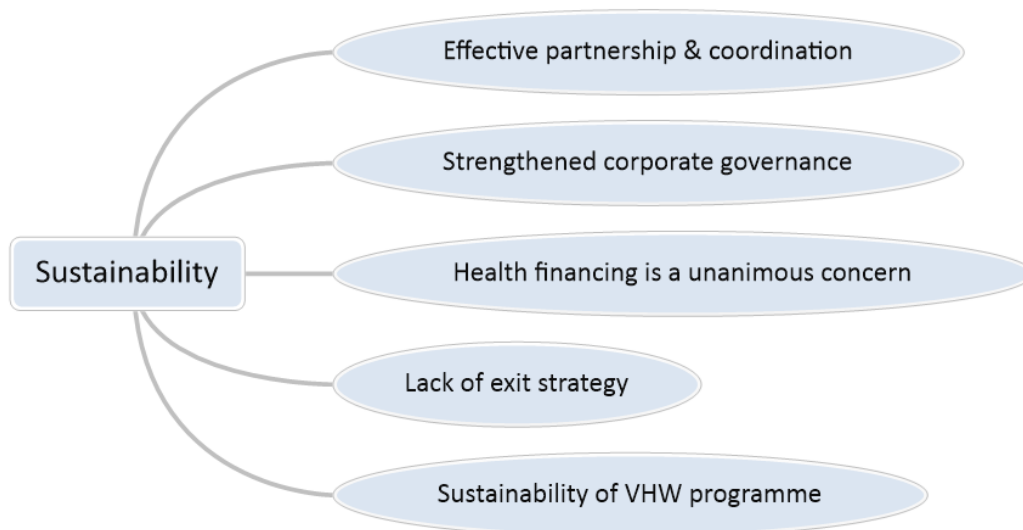 Effective partnership & coordination
Strengthened corporate governance
Sustainability
Health financing is a unanimous concern
Lack of exit strategy
Sustainability of VHW programme